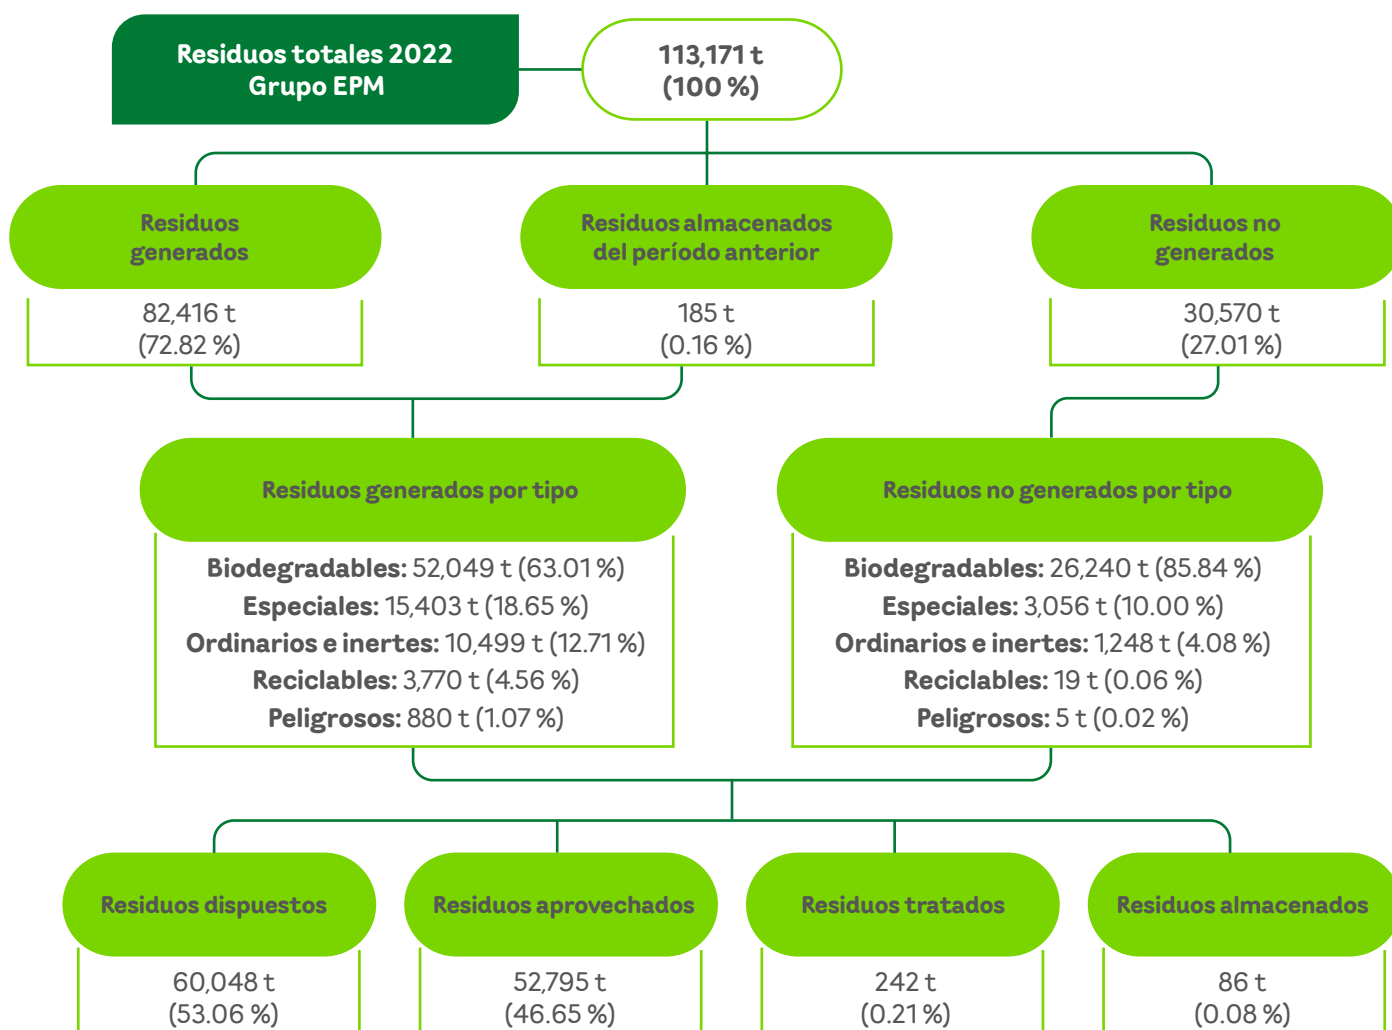 Residuos totales 2022
Grupo EPM
113,171 t
(100 %)
Residuos
generados
82,416 t
(72.82 %)
Residuos almacenados
del período anterior
185 t
(0.16 %)
Residuos no
generados
30,570 t
(27.01 %)
Residuos generados por tipo
Biodegradables: 52,049 t (63.01 %)
Especiales: 15,403 t (18.65 %)
Ordinarios e inertes: 10,499 t (12.71 %)
Reciclables: 3,770 t (4.56 %)
Peligrosos: 880 t (1.07 %)
Residuos no generados por tipo
Biodegradables: 26,240 t (85.84 %)
Especiales: 3,056 t (10.00 %)
Ordinarios e inertes: 1,248 t (4.08 %)
Reciclables: 19 t (0.06 %)
Peligrosos: 5 t (0.02 %)
Residuos dispuestos
60,048 t
(53.06 %)
Residuos aprovechados
52,795 t
(46.65 %)
Residuos tratados
242 t
(0.21 %)
Residuos almacenados
86 t
(0.08 %)